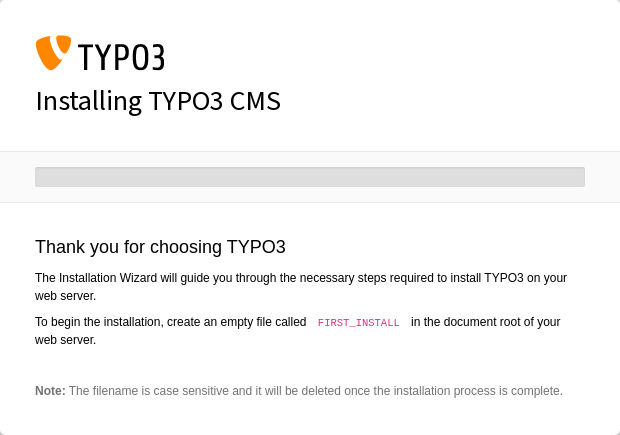 TYPO3
Installing TYPO3 CMS
Thank you for choosing TYPO3
The Installation Wizard will guide you through the necessary steps required to install TYPO3 on your
web server.
To begin the installation, create an empty file called FIRST_INSTALL in the document root of your
web server.
Note: The filename is case sensitive and it will be deleted once the installation process is complete.